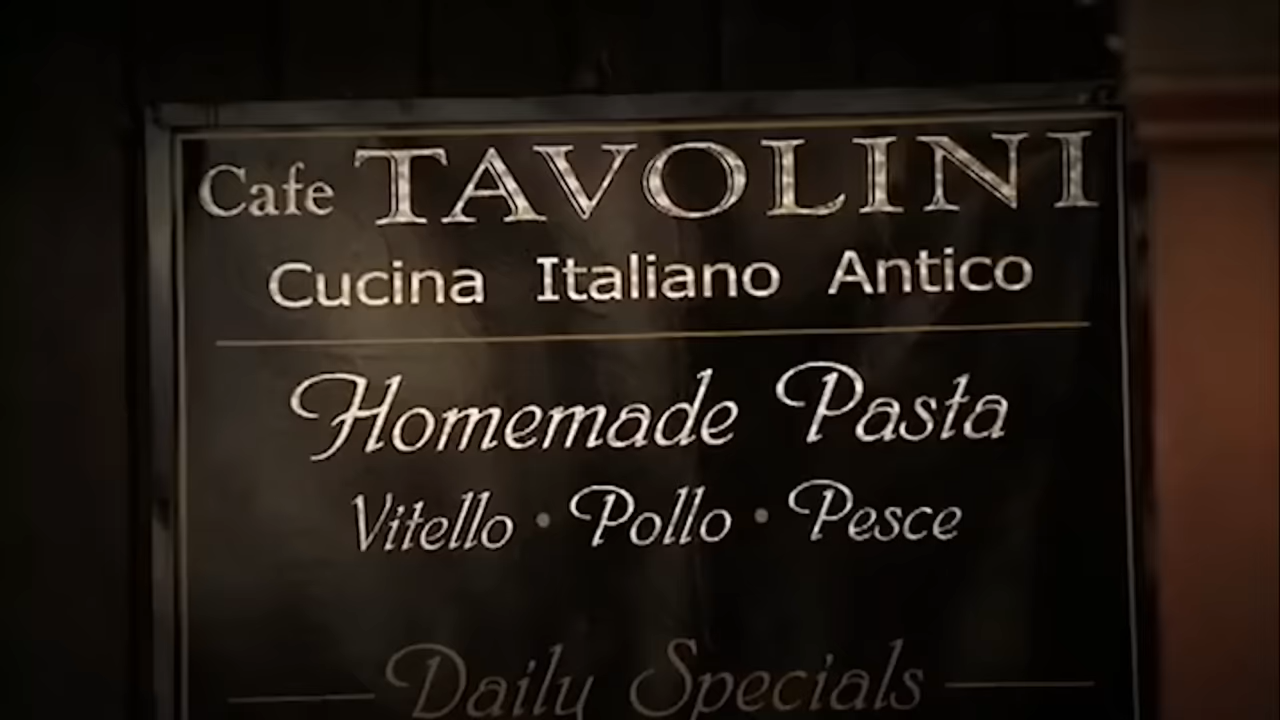 Cafe TAVOLINI
Cucina Italiano Antico
Homemade Pasta
Vitello • Pollo • Pesce
Daily Specials